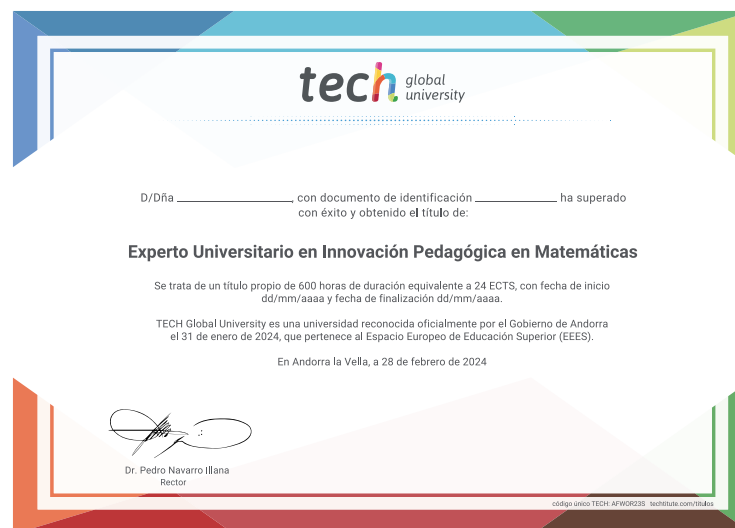 tech global university
D/Dña , con documento de identificación ha superado
con éxito y obtenido el título de:
Experto Universitario en Innovación Pedagógica en Matemáticas
Se trata de un título propio de 600 horas de duración equivalente a 24 ECTS, con fecha de inicio
dd/mm/aaaa y fecha de finalización dd/mm/aaaa.
TECH Global University es una universidad reconocida oficialmente por el Gobierno de Andorra
el 31 de enero de 2024, que pertenece al Espacio Europeo de Educación Superior (EEES).
En Andorra la Vella, a 28 de febrero de 2024
Dr. Pedro Navarro Illana
Rector
código único TECH: AFWOR23S techtitute.com/títulos